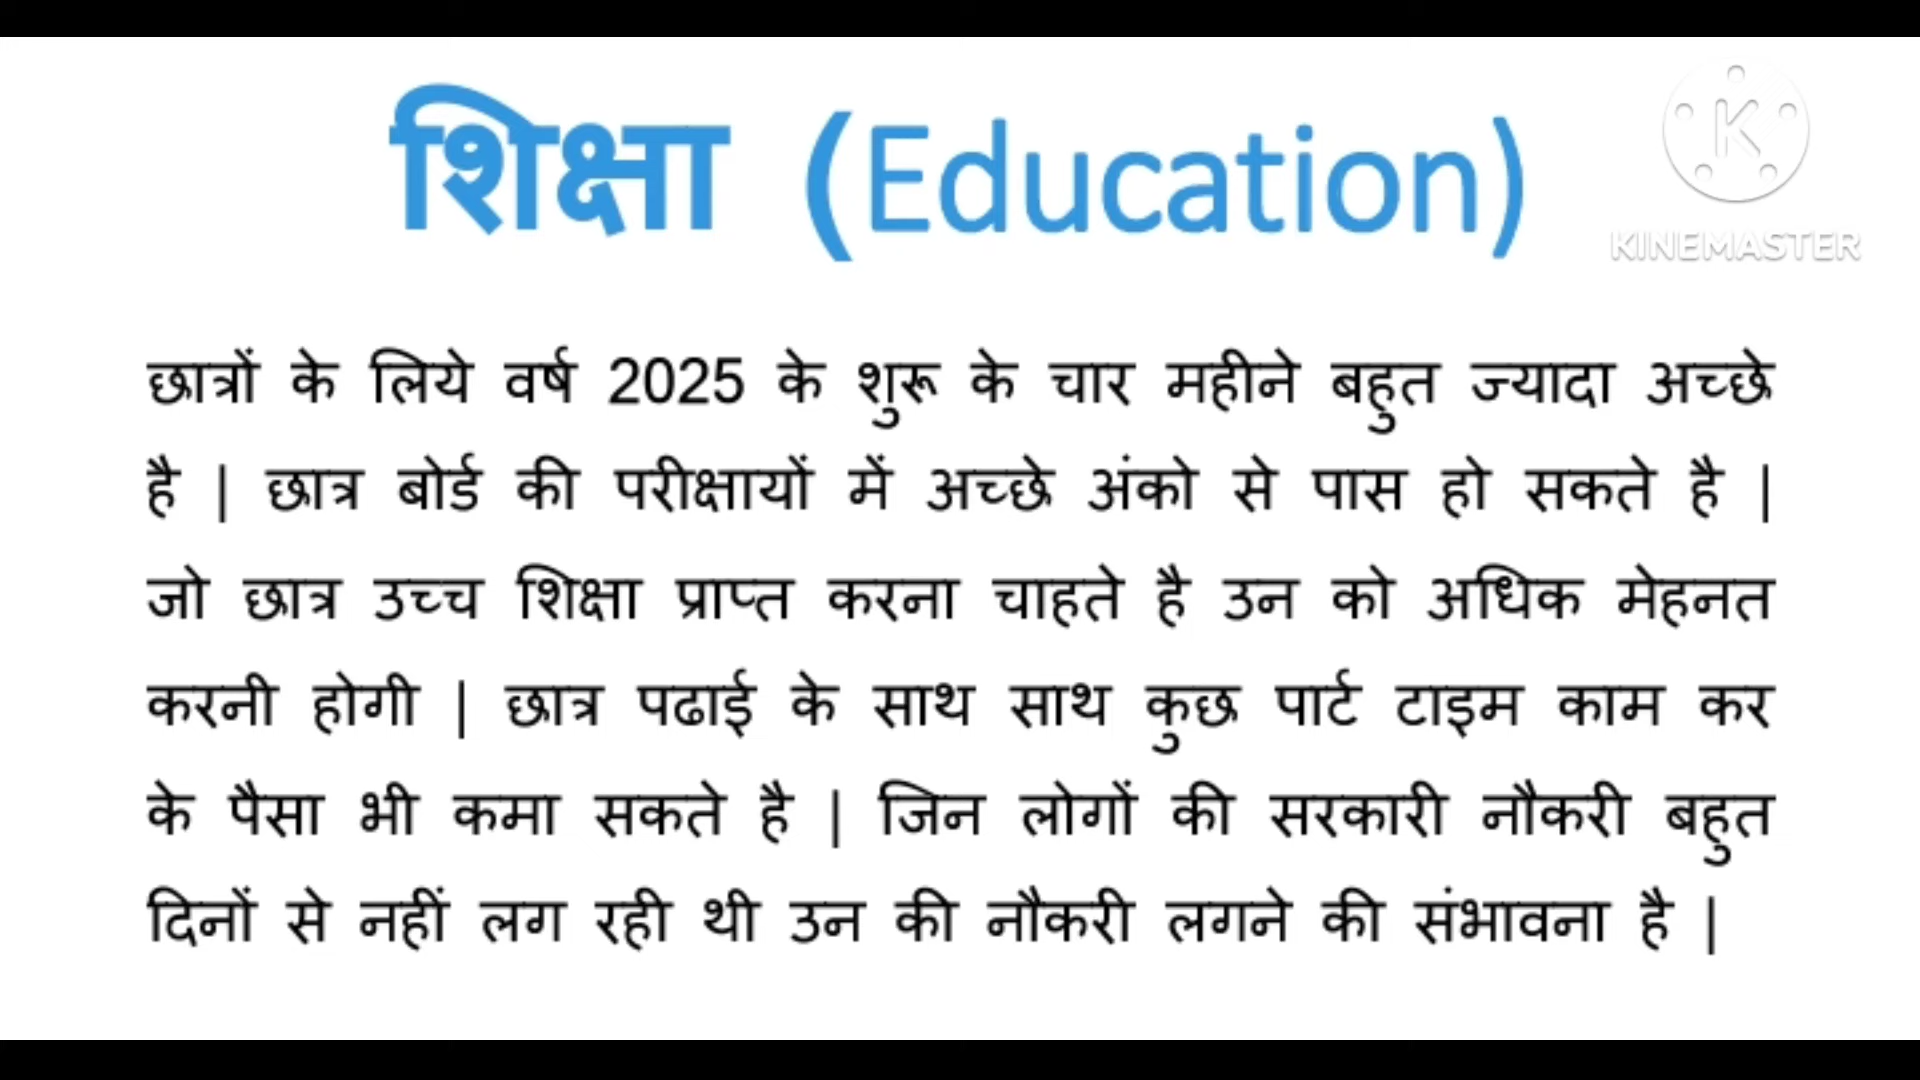 शिक्षा (Education)
KINEMASTER
छात्रों के लिये वर्ष 2025 के शुरू के चार महीने बहुत ज्यादा अच्छे
है | छात्र बोर्ड की परीक्षायों में अच्छे अंको से पास हो सकते है |
जो छात्र उच्च शिक्षा प्राप्त करना चाहते है उन को अधिक मेहनत
करनी होगी | छात्र पढाई के साथ साथ कुछ पार्ट टाइम काम कर
के पैसा भी कमा सकते है | जिन लोगों की सरकारी नौकरी बहुत
दिनों से नहीं लग रही थी उन की नौकरी लगने की संभावना है |